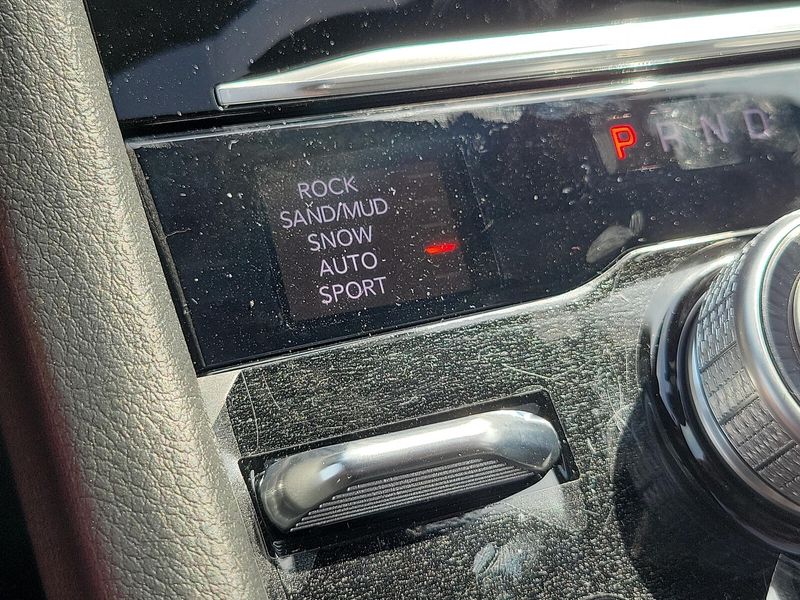 P R N D
ROCK
SAND/MUD
SNOW
AUTO
SPORT